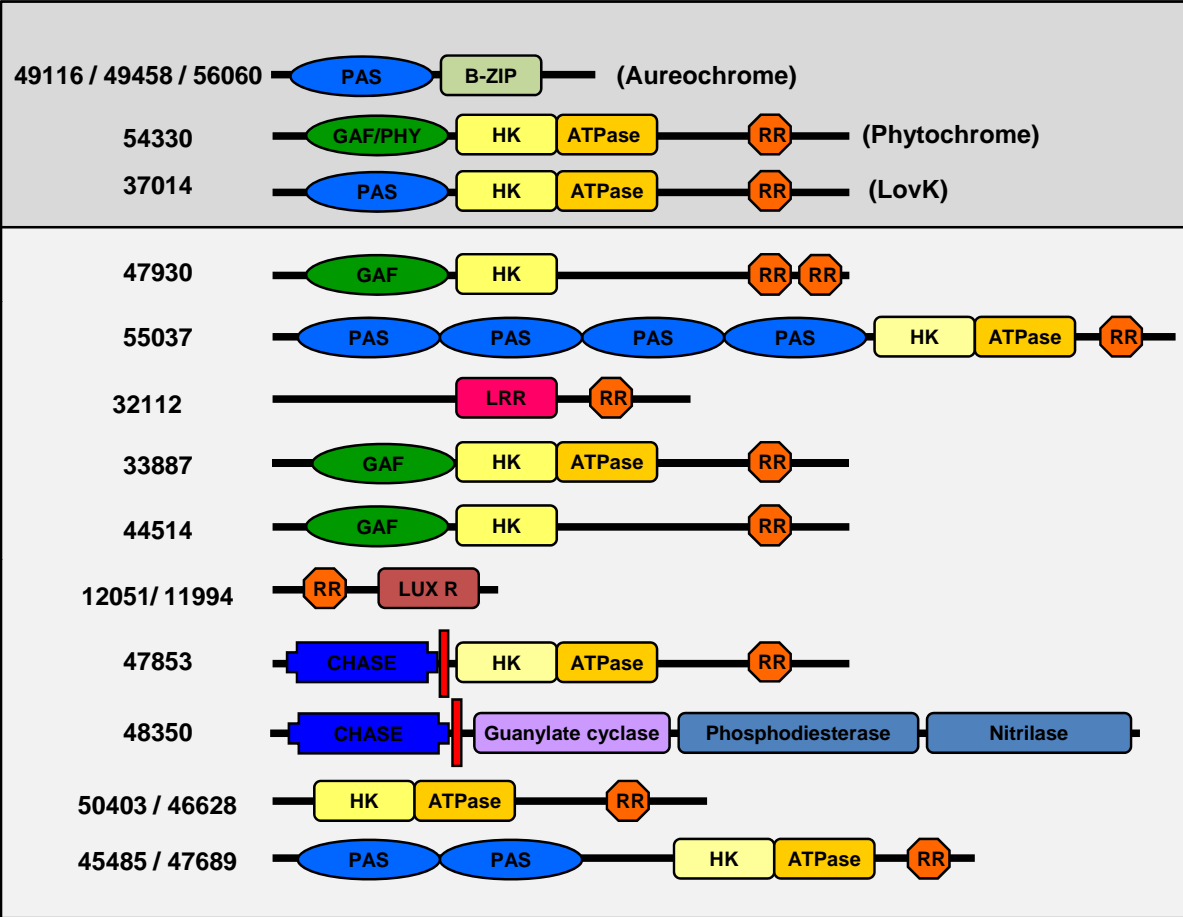 49116 / 49458 / 56060 PAS B-ZIP (Aureochrome)
54330 GAF/PHY HK ATPase RR (Phytochrome)
37014 PAS HK ATPase RR (LovK)
47930 GAF HK RR RR
55037 PAS PAS PAS PAS HK ATPase RR
32112 LRR RR
33887 GAF HK ATPase RR
44514 GAF HK RR
12051/ 11994 RR LUX R
47853 CHASE HK ATPase RR
48350 CHASE Guanylate cyclase Phosphodiesterase Nitrilase
50403 / 46628 HK ATPase RR
45485 / 47689 PAS PAS HK ATPase RR